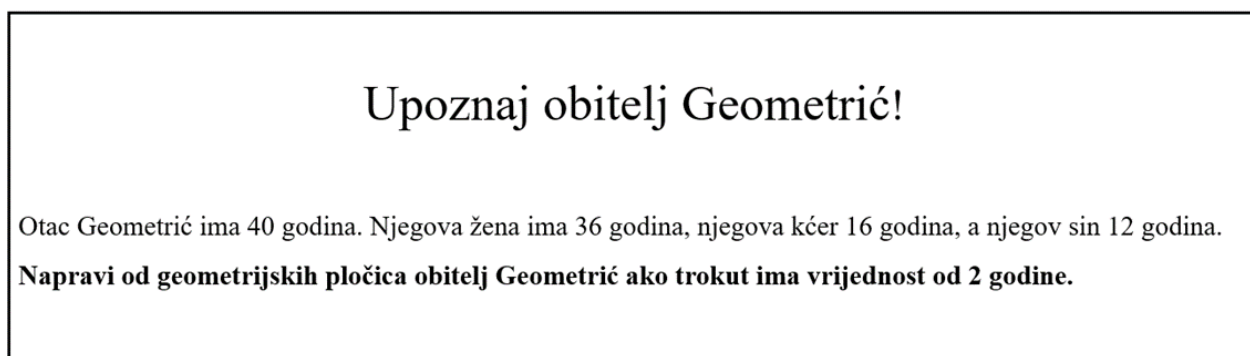 Upoznaj obitelj Geometrić!
Otac Geometrić ima 40 godina. Njegova žena ima 36 godina, njegova kćer 16 godina, a njegov sin 12 godina.
Napravi od geometrijskih pločica obitelj Geometrić ako trokut ima vrijednost od 2 godine.